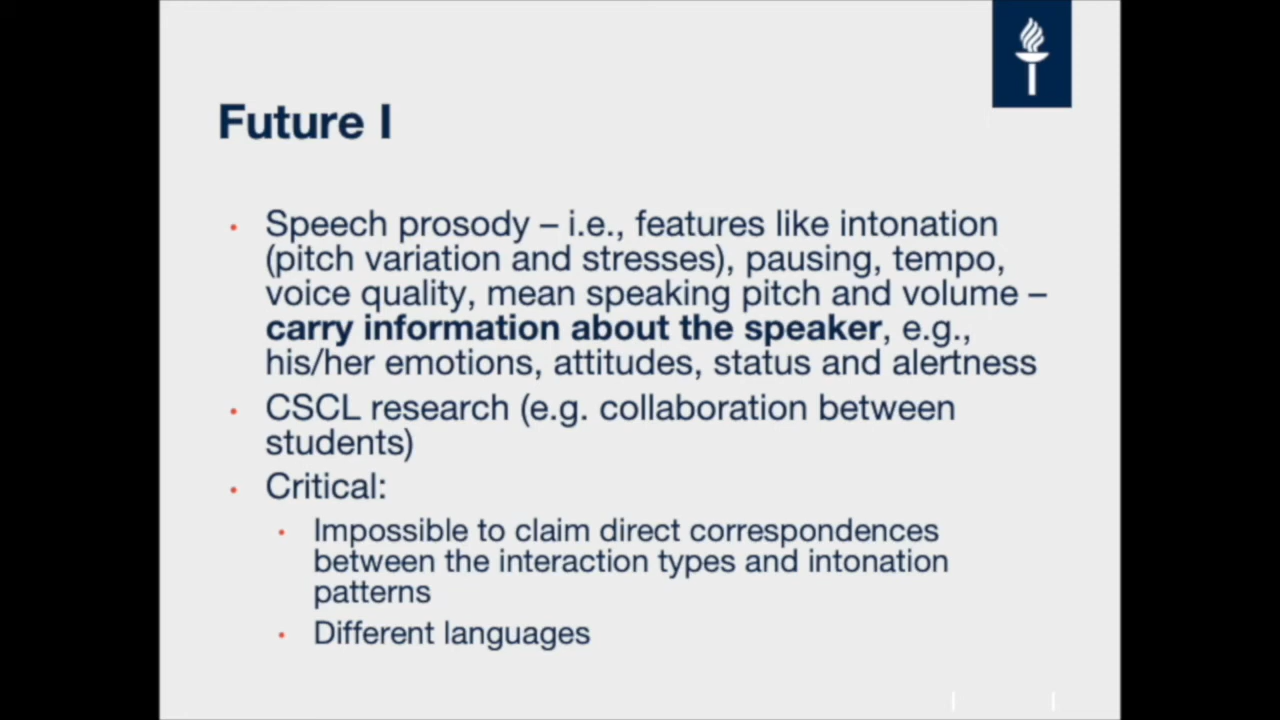 Future I
• Speech prosody – i.e., features like intonation
(pitch variation and stresses), pausing, tempo,
voice quality, mean speaking pitch and volume –
carry information about the speaker, e.g.,
his/her emotions, attitudes, status and alertness
• CSCL research (e.g. collaboration between
students)
• Critical:
• Impossible to claim direct correspondences
between the interaction types and intonation
patterns
• Different languages